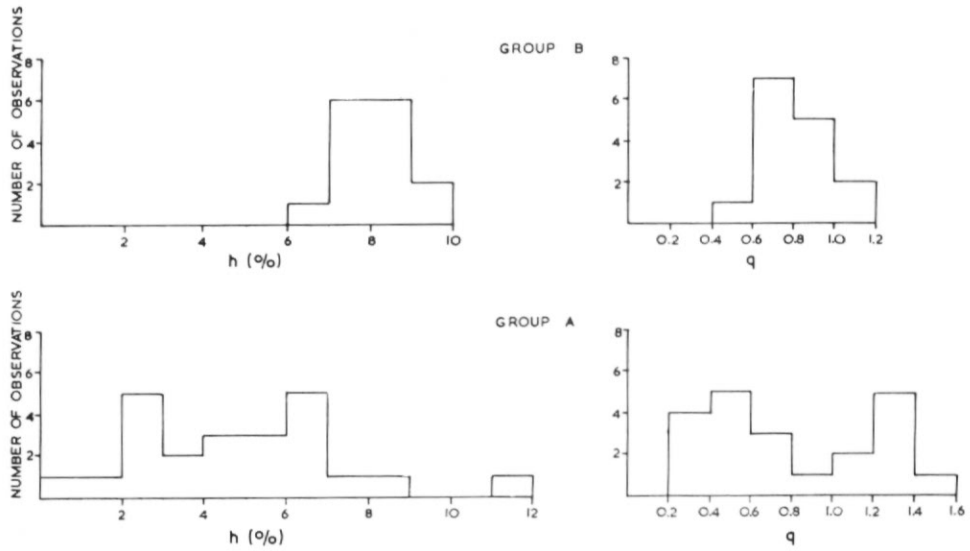 GROUP B
NUMBER OF OBSERVATIONS
8
6
4
2
2 4 6 8 10
h (%)
8
6
4
2
0.2 0.4 0.6 0.8 1.0 1.2
q
GROUP A
NUMBER OF OBSERVATIONS
8
6
4
2
2 4 6 8 10 12
h (%)
8
6
4
2
0.2 0.4 0.6 0.8 1.0 1.2 1.4 1.6
q